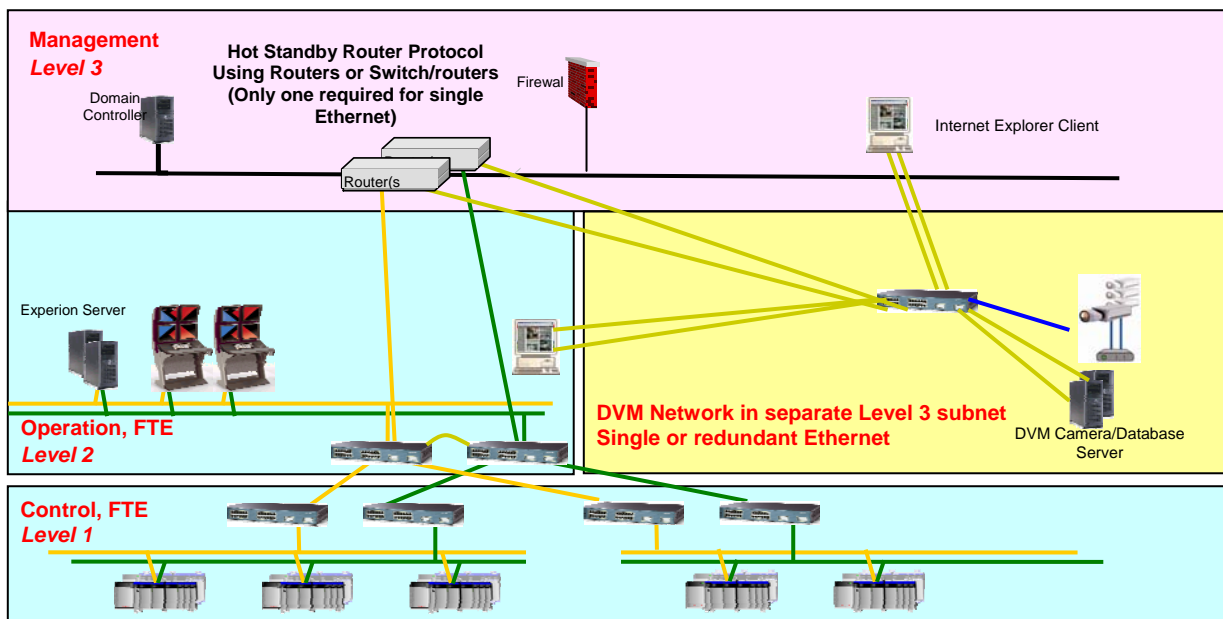 Management
Level 3
Hot Standby Router Protocol
Using Routers or Switch/routers
(Only one required for single
Ethernet)
Domain
Controller
Firewal
Internet Explorer Client
Router(s
Experion Server
Operation, FTE
Level 2
DVM Network in separate Level 3 subnet
Single or redundant Ethernet
DVM Camera/Database
Server
Control, FTE
Level 1